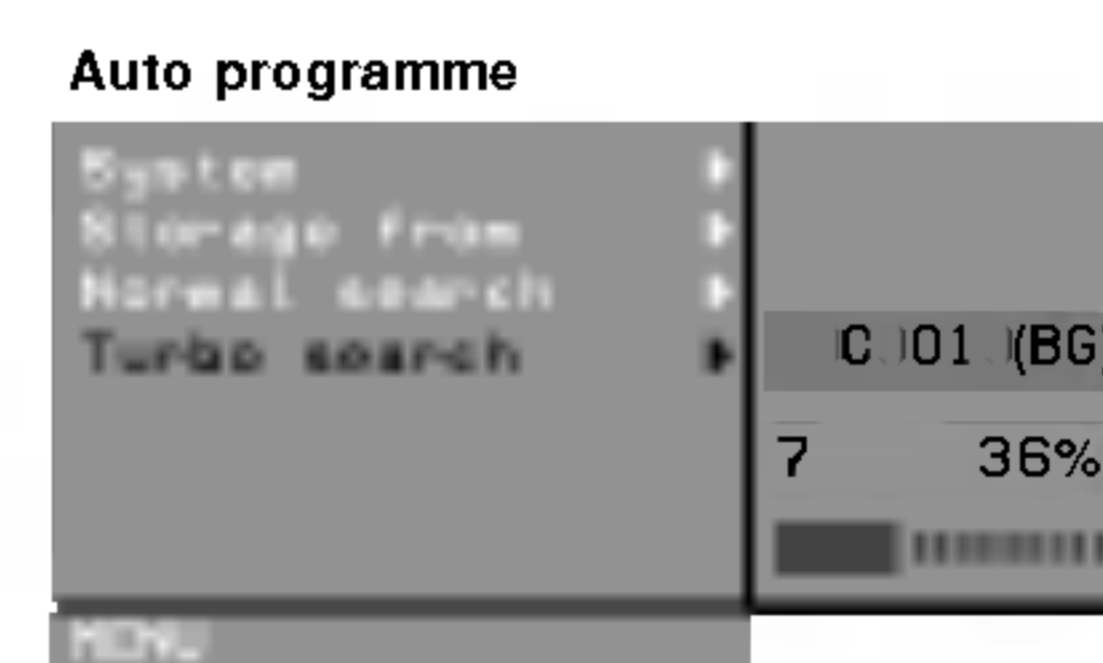 Auto programme
System
Storage from
Normal search
Turbo search
C 01 (BG)
7 36%
MENU